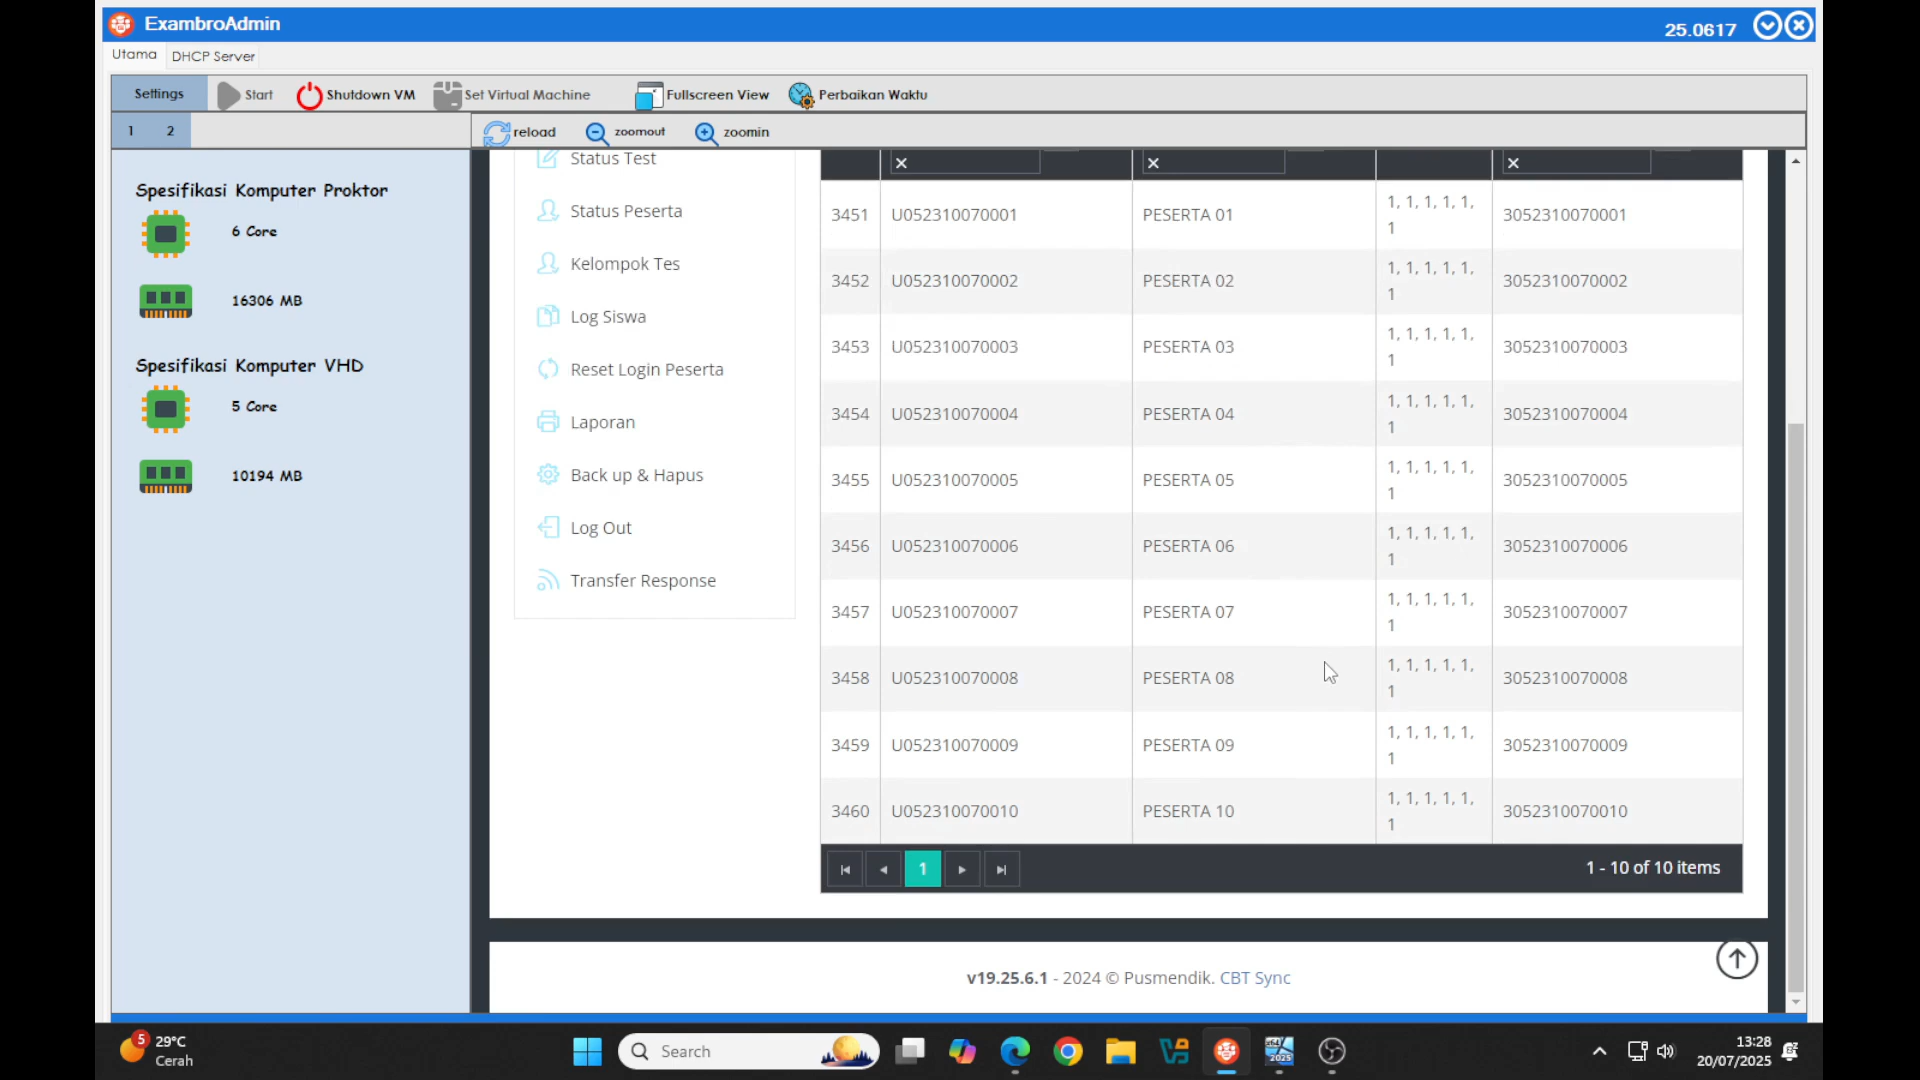 ExambroAdmin
25.0617
Utama
DHCP Server
Settings
Start
Shutdown VM
Set Virtual Machine
Fullscreen View
Perbaikan Waktu
1
2
reload
zoomout
zoomin
Spesifikasi Komputer Proktor
6 Core
16306 MB
Spesifikasi Komputer VHD
5 Core
10194 MB
Status Test
Status Peserta
Kelompok Tes
Log Siswa
Reset Login Peserta
Laporan
Back up & Hapus
Log Out
Transfer Response
3451 U052310070001 PESERTA 01 1, 1, 1, 1, 1,
1
3051310070001
3452 U052310070002 PESERTA 02 1, 1, 1, 1, 1,
1
3052310070002
3453 U052310070003 PESERTA 03 1, 1, 1, 1, 1,
1
3052310070003
3454 U052310070004 PESERTA 04 1, 1, 1, 1, 1,
1
3052310070004
3455 U052310070005 PESERTA 05 1, 1, 1, 1, 1,
1
3052310070005
3456 U052310070006 PESERTA 06 1, 1, 1, 1, 1,
1
3052310070006
3457 U052310070007 PESERTA 07 1, 1, 1, 1, 1,
1
3052310070007
3458 U052310070008 PESERTA 08 1, 1, 1, 1, 1,
1
3052310070008
3459 U052310070009 PESERTA 09 1, 1, 1, 1, 1,
1
3052310070009
3460 U052310070010 PESERTA 10 1, 1, 1, 1, 1,
1
3052310070010
1
1 - 10 of 10 items
v19.25.6.1 - 2024 © Pusmendik. CBT Sync
5
29°C
Cerah
Search
x64
2025
13:28
20/07/2025